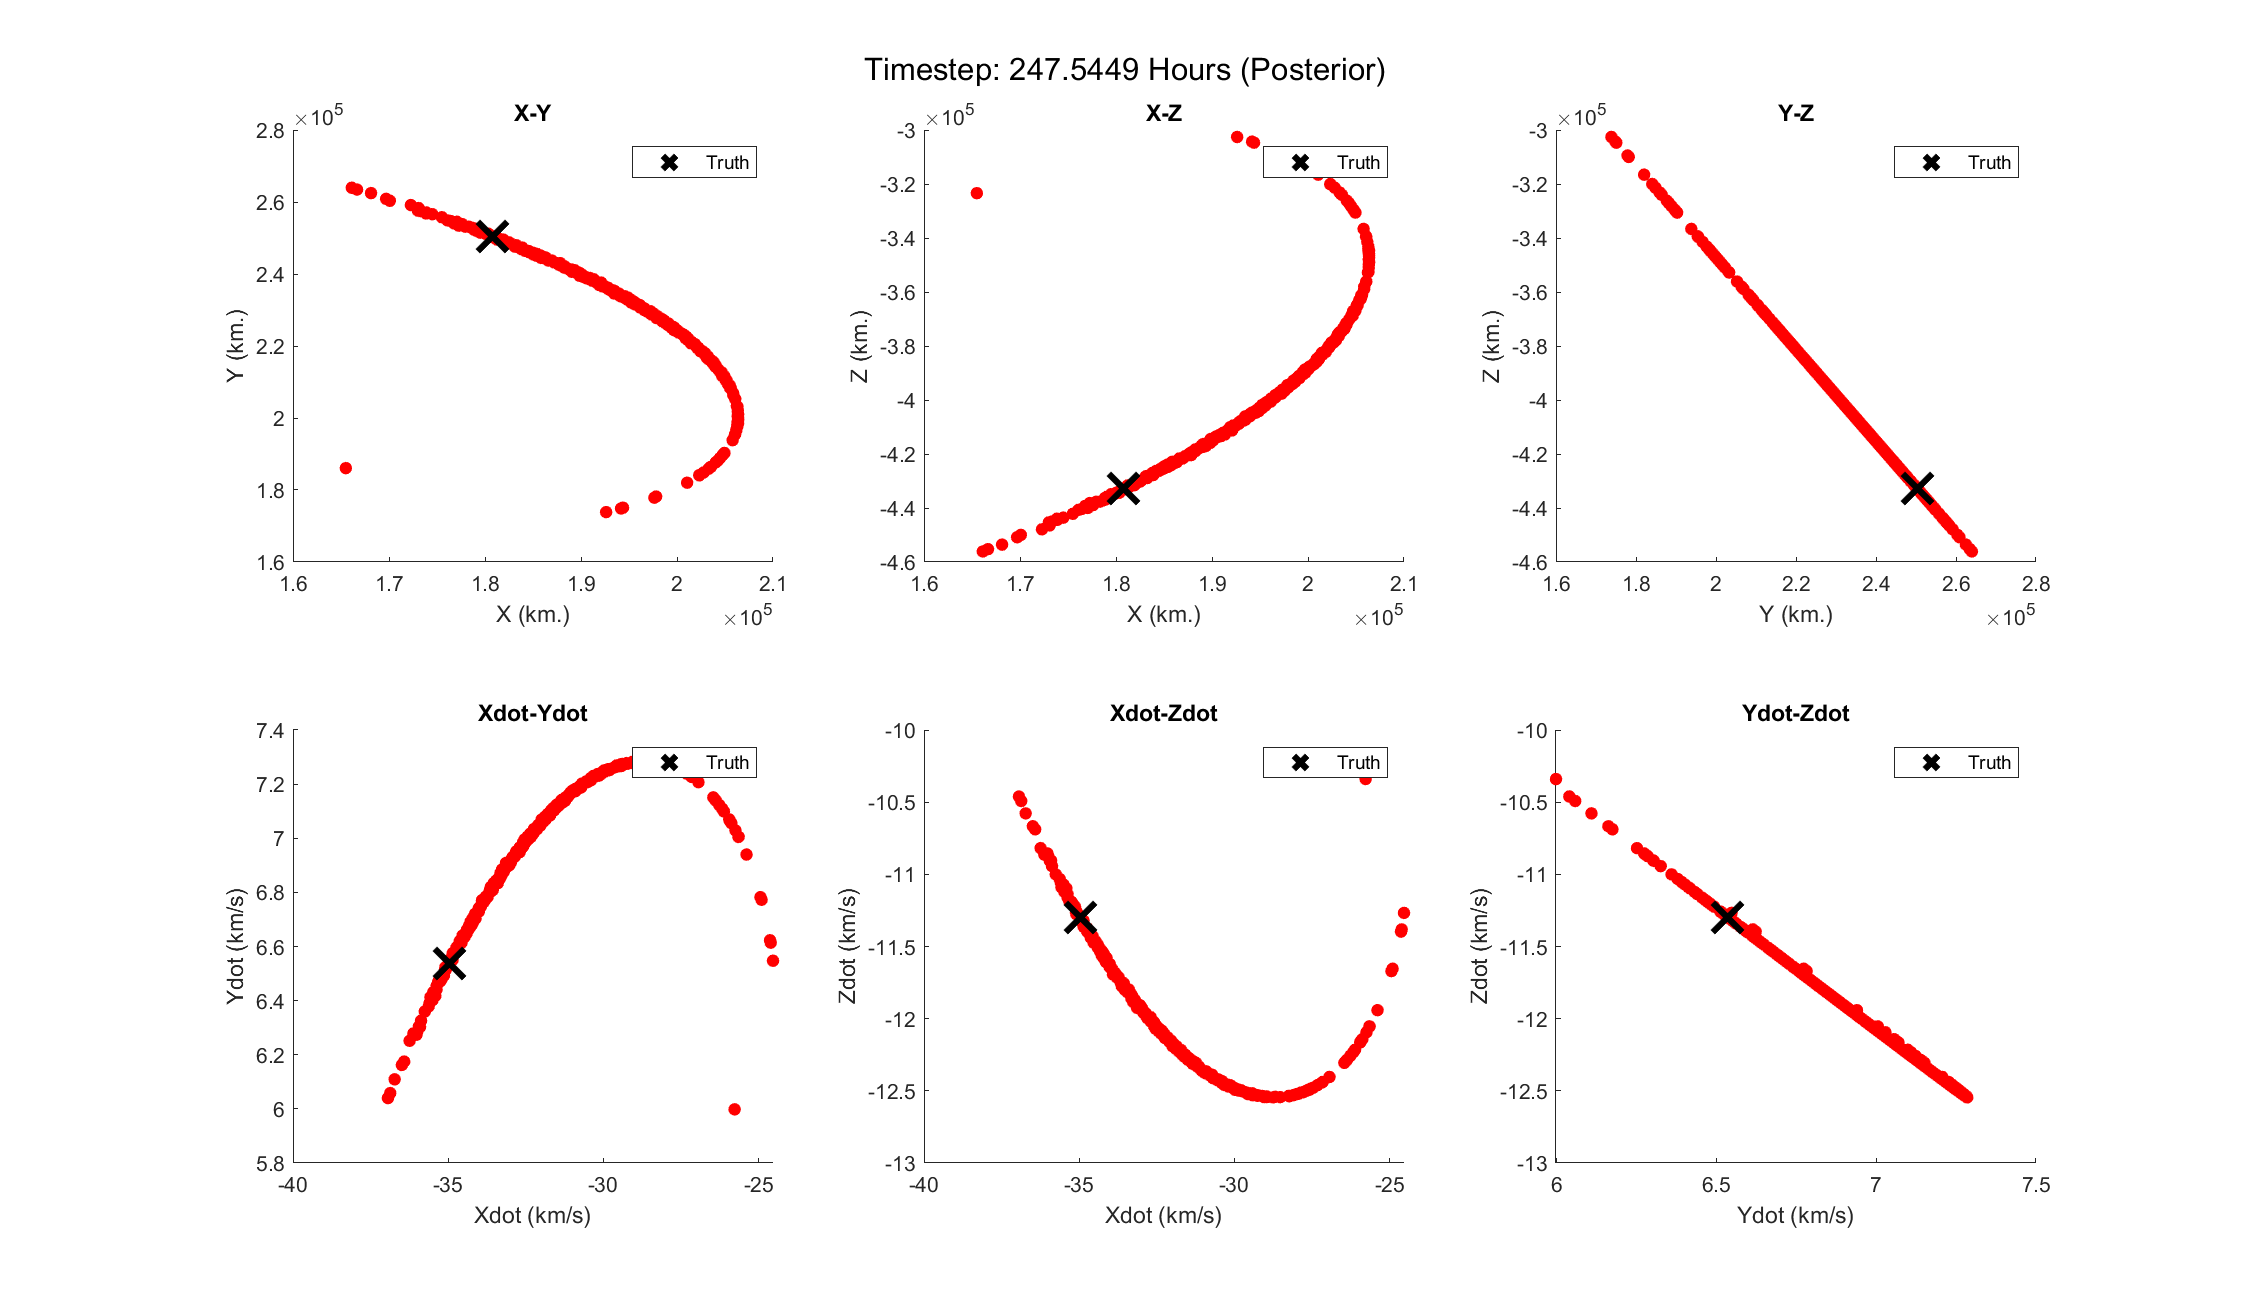 Timestep: 247.5449 Hours (Posterior)
X-Y
×10^5
2.8
2.6
2.4
2.2
2
1.8
1.6
Y (km.)
1.6 1.7 1.8 1.9 2 2.1
X (km.)
×10^5
Truth
X-Z
×10^5
-3
-3.2
-3.4
-3.6
-3.8
-4
-4.2
-4.4
-4.6
Z (km.)
1.6 1.7 1.8 1.9 2 2.1
X (km.)
×10^5
Truth
Y-Z
×10^5
-3
-3.2
-3.4
-3.6
-3.8
-4
-4.2
-4.4
-4.6
Z (km.)
1.6 1.8 2 2.2 2.4 2.6 2.8
Y (km.)
×10^5
Truth
Xdot-Ydot
7.4
7.2
7
6.8
6.6
6.4
6.2
6
5.8
Ydot (km/s)
-40 -35 -30 -25
Xdot (km/s)
Truth
Xdot-Zdot
-10
-10.5
-11
-11.5
-12
-12.5
-13
Zdot (km/s)
-40 -35 -30 -25
Xdot (km/s)
Truth
Ydot-Zdot
-10
-10.5
-11
-11.5
-12
-12.5
-13
Zdot (km/s)
6 6.5 7 7.5
Ydot (km/s)
Truth